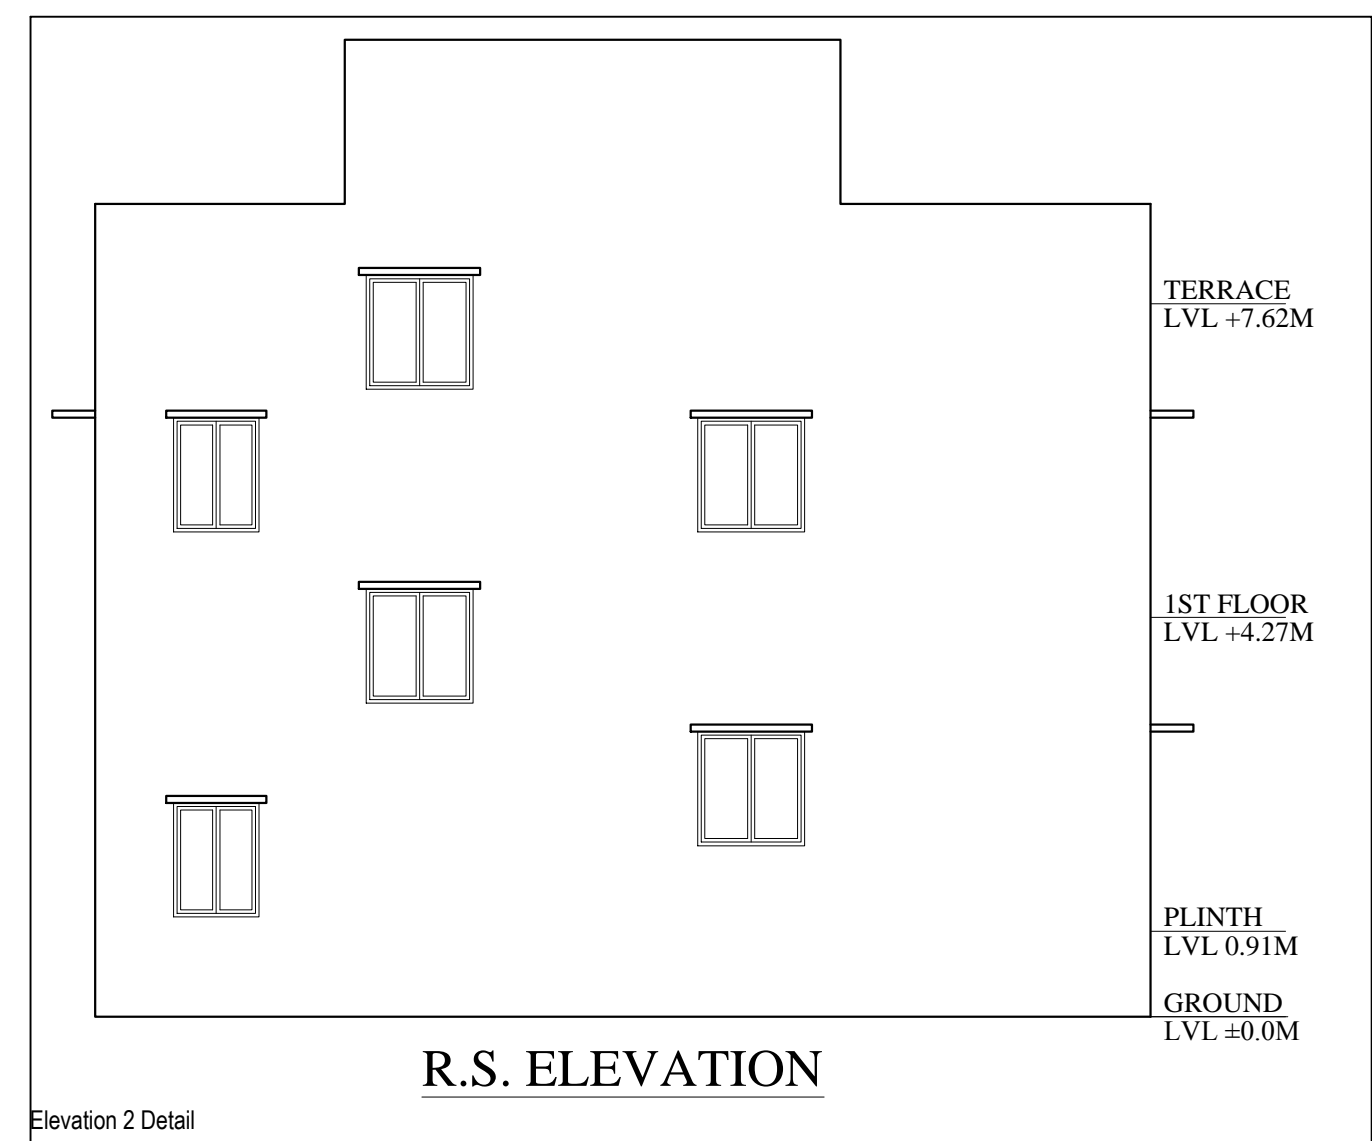 TERRACE
LVL +7.62M
1ST FLOOR
LVL +4.27M
PLINTH
LVL 0.91M
GROUND
LVL ±0.0M
R.S. ELEVATION
Elevation 2 Detail